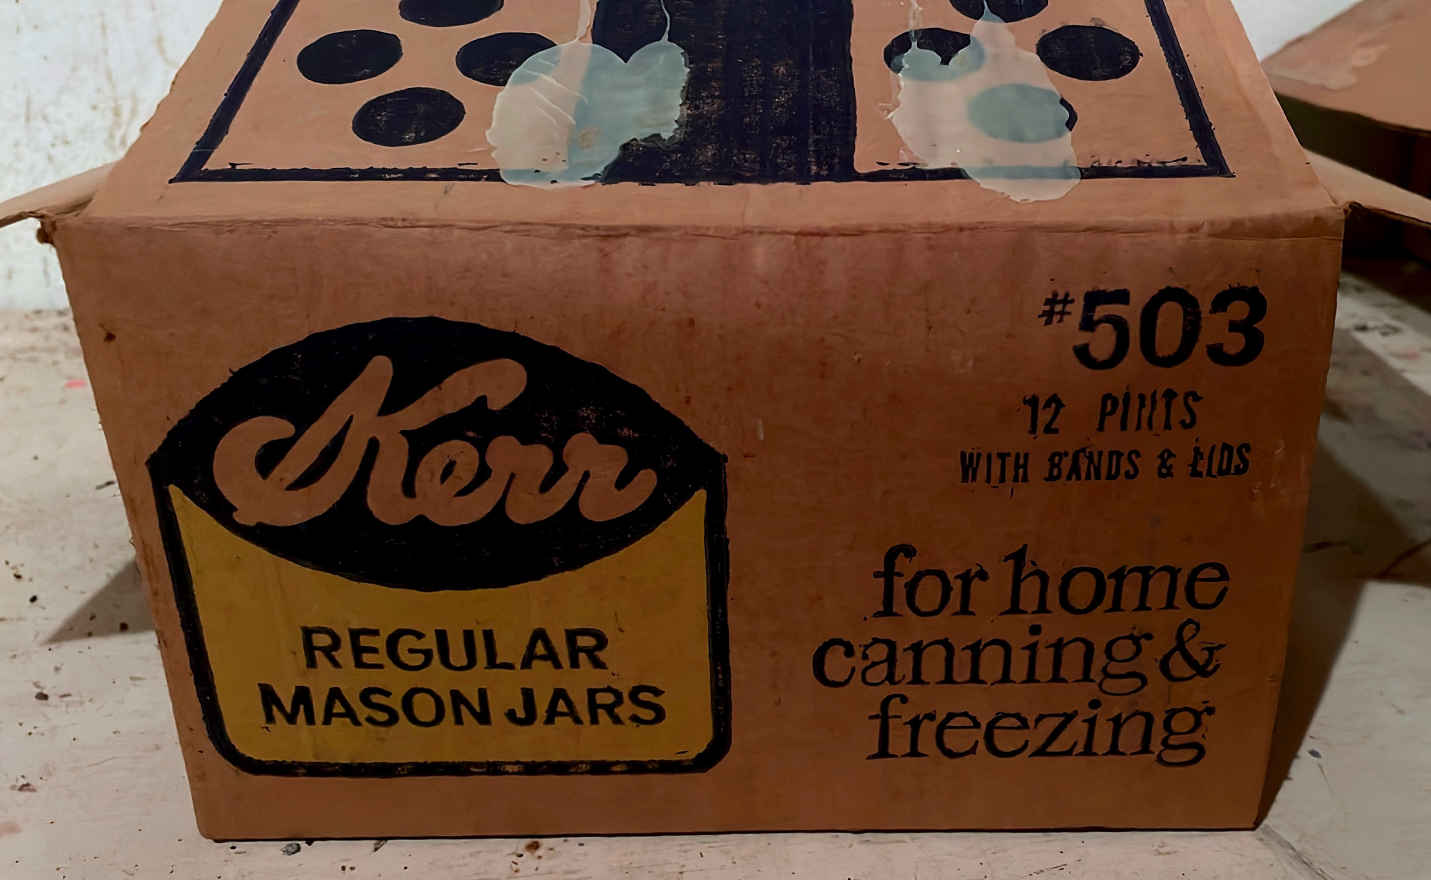 Kerr
REGULAR
MASON JARS
#503
12 PINTS
WITH BANDS & LIDS
for home
canning &
freezing